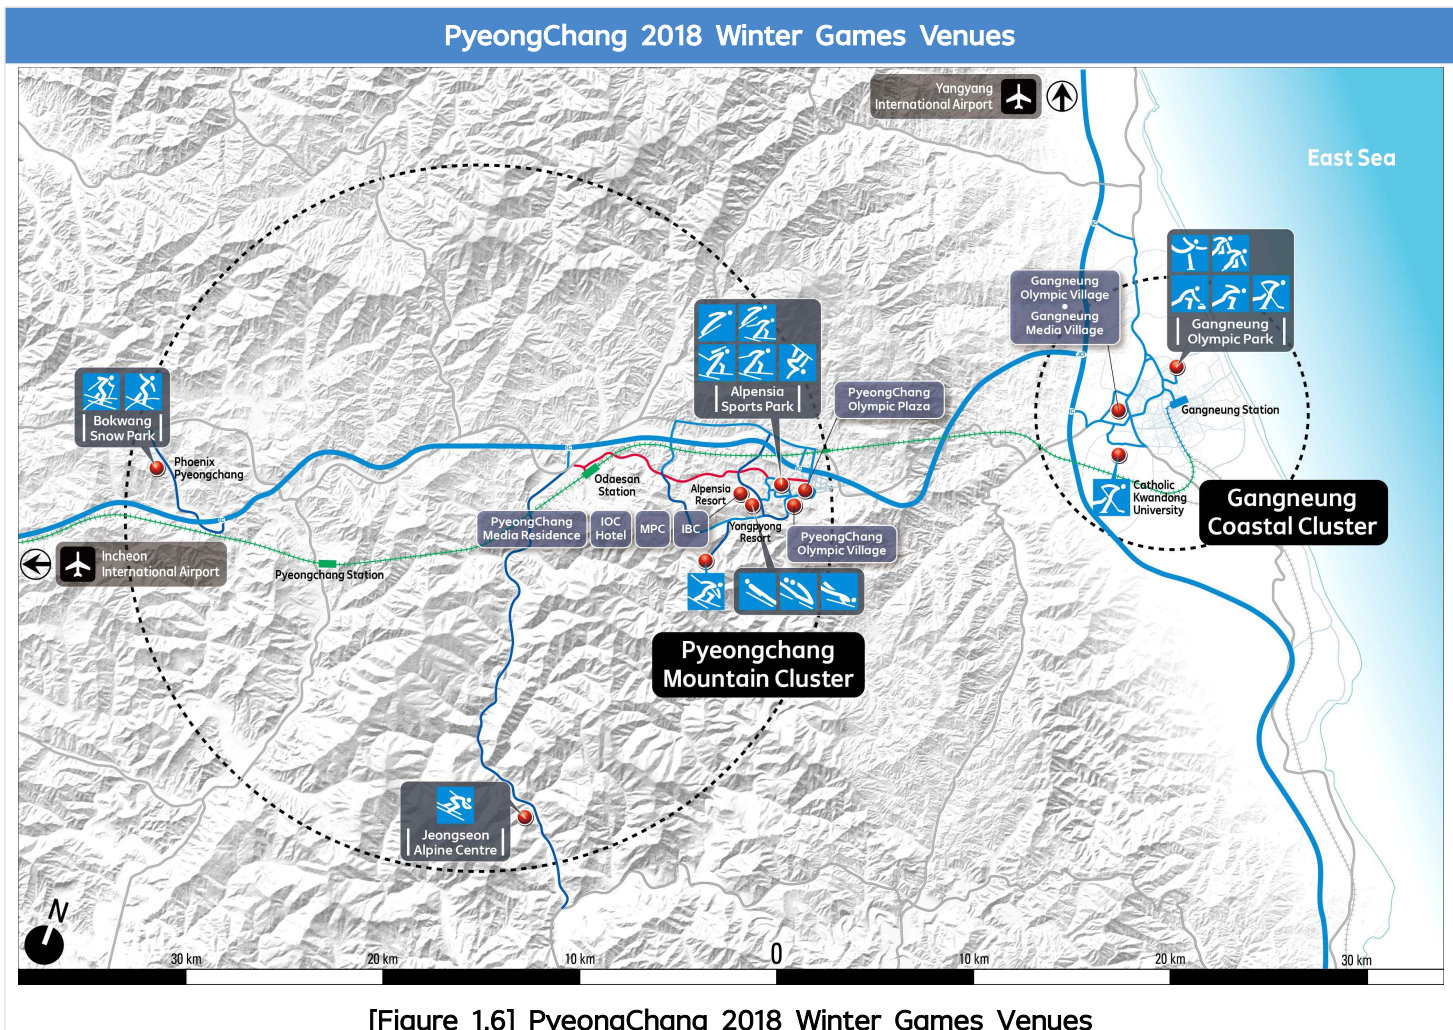 PyeongChang 2018 Winter Games Venues
Yangyang
International Airport
East Sea
Gangneung
Olympic Village
Gangneung
Media Village
Gangneung
Olympic Park
Alpensia
Sports Park
PyeongChang
Olympic Plaza
Bokwang
Snow Park
Phoenix
Pyeongchang
Gangneung Station
Odaesan
Station
Alpensia
Resort
Catholic
Kwandong
University
Gangneung
Coastal Cluster
PyeongChang
Media Residence
IOC
Hotel
MPC
IBC
Yongpyong
Resort
PyeongChang
Olympic Village
Incheon
International Airport
Pyeongchang Station
Pyeongchang
Mountain Cluster
Jeongseon
Alpine Centre
N
30 km
20 km
10 km
0
10 km
20 km
30 km
[Figure 1.6] PyeongChang 2018 Winter Games Venues